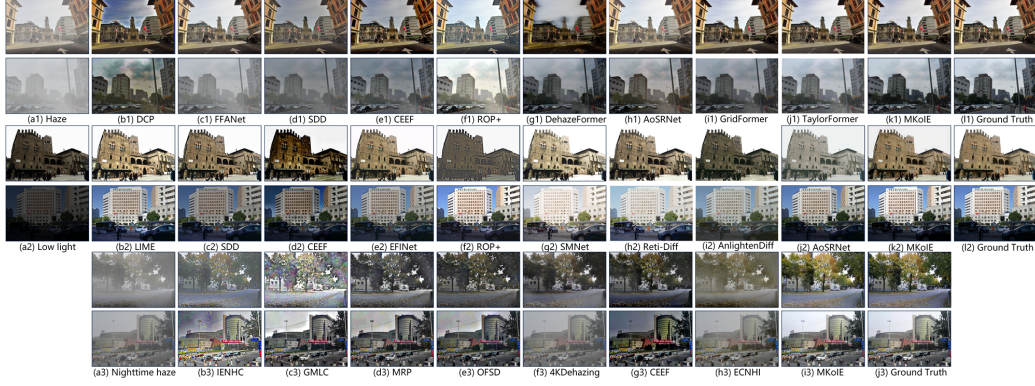 (a1) Haze (b1) DCP (c1) FFANet (d1) SDD (e1) CEEF (f1) ROP+ (g1) DehazeFormer (h1) AoSRNet (i1) GridFormer (j1) TaylorFormer (k1) MKoIE (l1) Ground Truth
(a2) Low light (b2) LIME (c2) SDD (d2) CEEF (e2) EFINet (f2) ROP+ (g2) SMNet (h2) Reti-Diff (i2) AnlightenDiff (j2) AoSRNet (k2) MKoIE (l2) Ground Truth
(a3) Nighttime haze (b3) IENHC (c3) GMLC (d3) MRP (e3) OFSD (f3) 4KDehazing (g3) CEEF (h3) ECNHI (i3) MKoIE (j3) Ground Truth